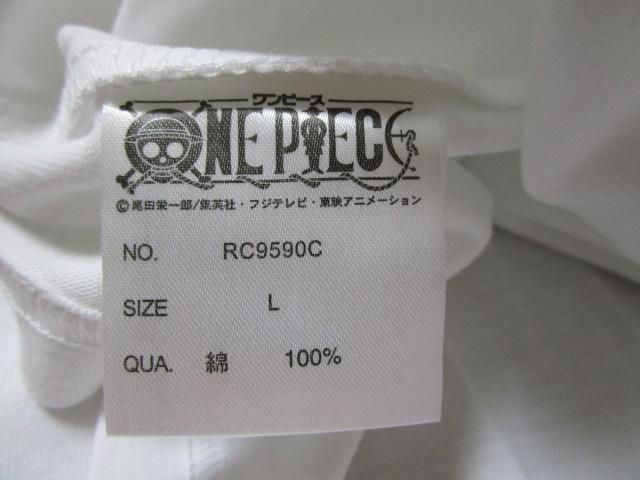 ワンピース
ONE PIECE
©尾田栄一郎/集英社・フジテレビ・東映アニメーション
NO. RC9590C
SIZE L
QUA. 綿 100%